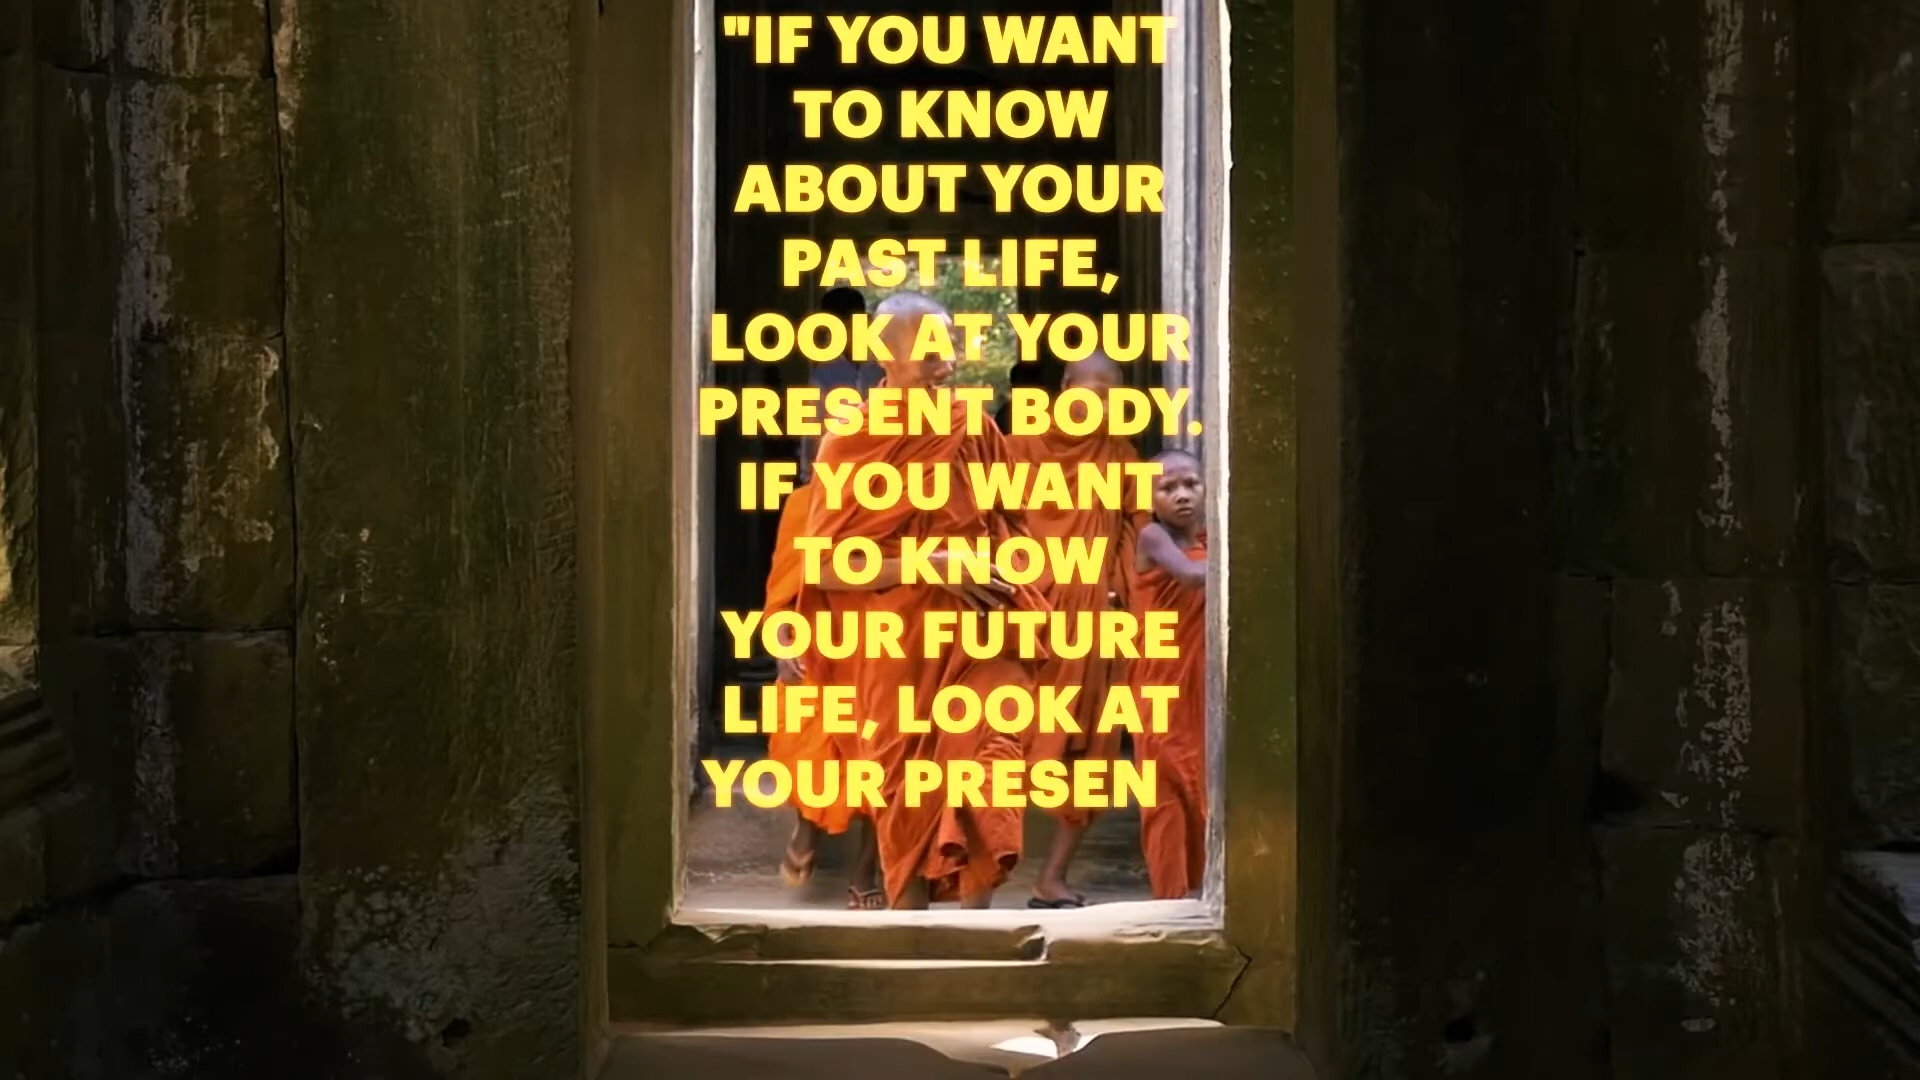 "IF YOU WANT
TO KNOW
ABOUT YOUR
PAST LIFE,
LOOK AT YOUR
PRESENT BODY.
IF YOU WANT
TO KNOW
YOUR FUTURE
LIFE, LOOK AT
YOUR PRESEN